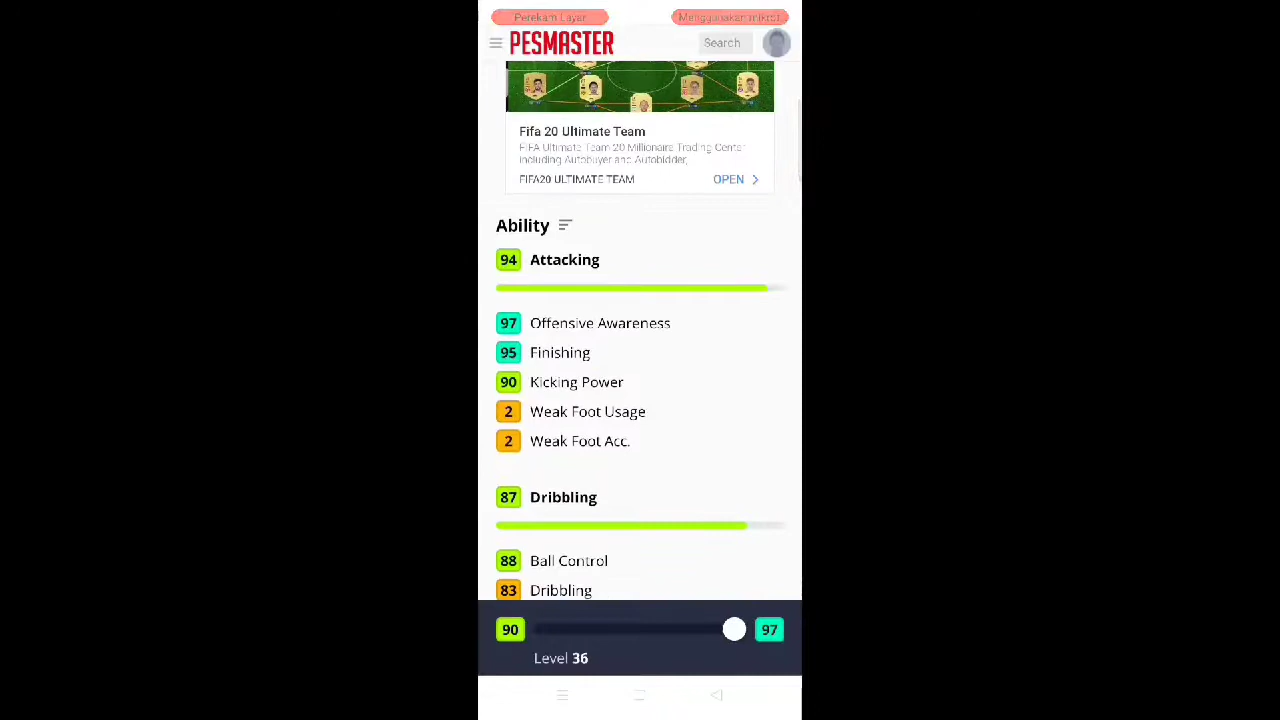 Perekam Layar
Menggunakan mikrof
PESMASTER
Search
Fifa 20 Ultimate Team
FIFA Ultimate Team 20 Millionaire Trading Center
including Autobuyer and Autobidder,
FIFA20 ULTIMATE TEAM
OPEN
Ability
94 Attacking
97 Offensive Awareness
95 Finishing
90 Kicking Power
2 Weak Foot Usage
2 Weak Foot Acc.
87 Dribbling
88 Ball Control
83 Dribbling
90
97
Level 36